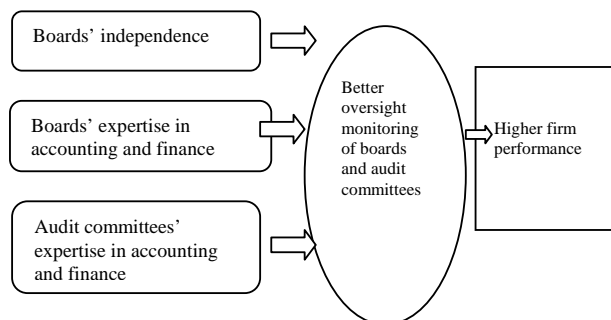 Boards’ independence
Boards’ expertise in
accounting and finance
Audit committees’
expertise in accounting
and finance
Better
oversight
monitoring
of boards
and audit
committees
Higher firm
performance